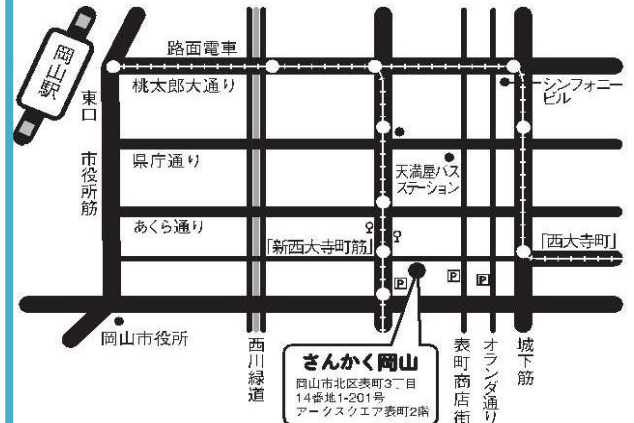 岡山駅
東口
市役所筋
路面電車
桃太郎大通り
シンフォニー
ビル
県庁通り
天満屋バス
ステーション
あくら通り
「新西大寺町筋」
「西大寺町」
P
P
P
岡山市役所
西川緑道
さんかく岡山
岡山市北区表町3丁目
14番地1-201号
アークスクエア表町2階
表町商店街
オランダ通り
城下筋